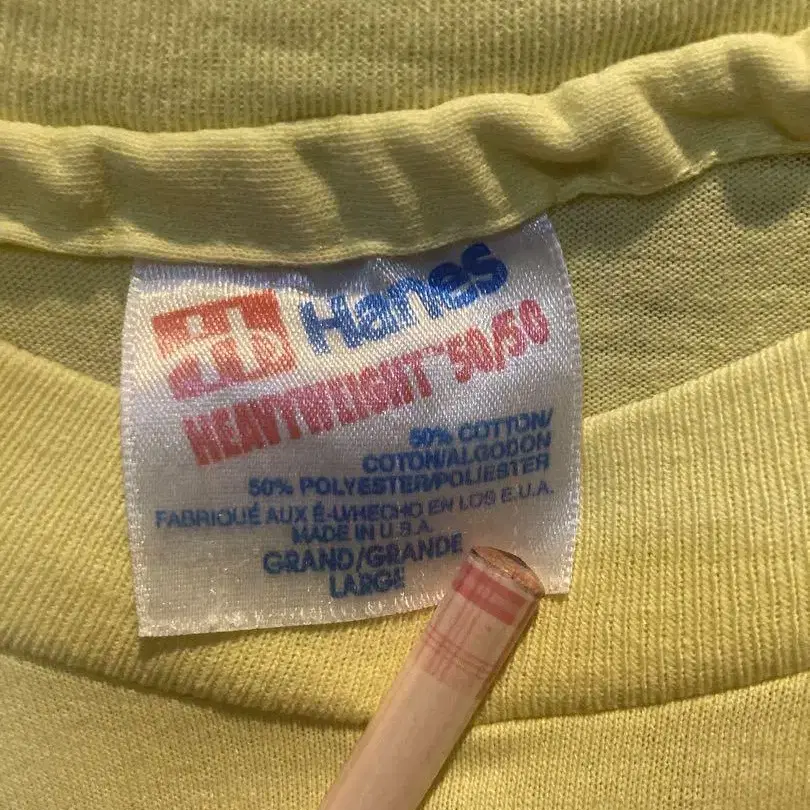 H
Hanes
HEAVYWEIGHT™ 50/50
50% COTTON/
COTON/ALGODON
50% POLYESTER/POLIESTER
FABRIQUÉ AUX É-U/HECHO EN LOS E.U.A.
MADE IN U.S.A.
GRAND/GRANDE
LARGE